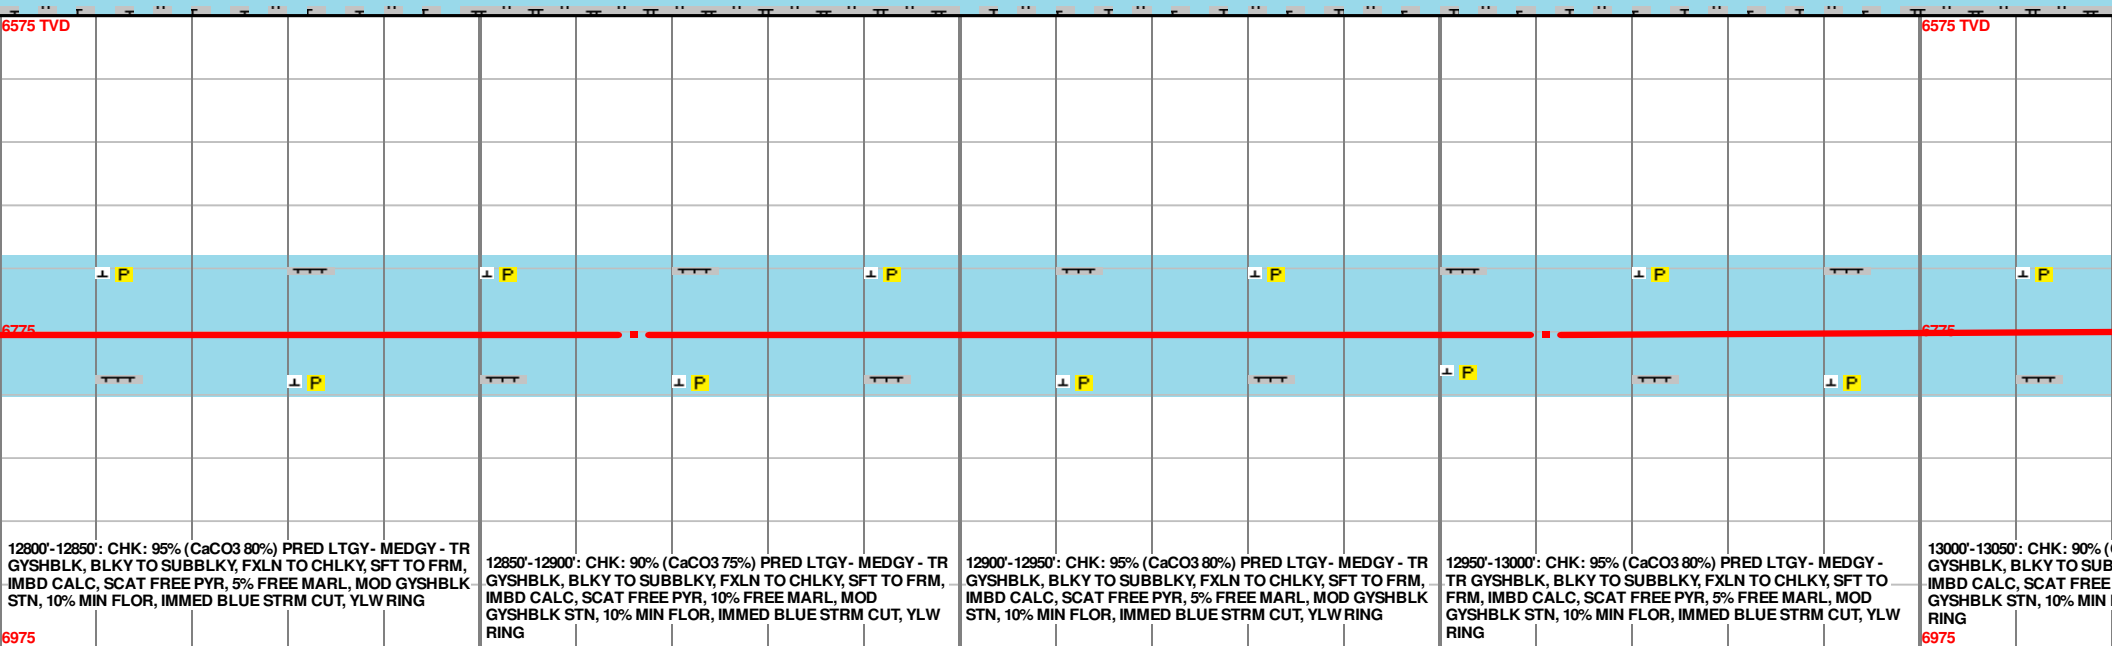 6575 TVD
6575 TVD
P
P
P
P
P
P
6775
6775
P
P
P
P
P
12800'-12850': CHK: 95% (CaCO3 80%) PRED LTGY- MEDGY - TR
GYSHBLK, BLKY TO SUBBLKY, FXLN TO CHLKY, SFT TO FRM,
IMBD CALC, SCAT FREE PYR, 5% FREE MARL, MOD GYSHBLK
STN, 10% MIN FLOR, IMMED BLUE STRM CUT, YLW RING
12850'-12900': CHK: 90% (CaCO3 75%) PRED LTGY- MEDGY - TR
GYSHBLK, BLKY TO SUBBLKY, FXLN TO CHLKY, SFT TO FRM,
IMBD CALC, SCAT FREE PYR, 10% FREE MARL, MOD
GYSHBLK STN, 10% MIN FLOR, IMMED BLUE STRM CUT, YLW
RING
12900'-12950': CHK: 95% (CaCO3 80%) PRED LTGY- MEDGY - TR
GYSHBLK, BLKY TO SUBBLKY, FXLN TO CHLKY, SFT TO FRM,
IMBD CALC, SCAT FREE PYR, 5% FREE MARL, MOD GYSHBLK
STN, 10% MIN FLOR, IMMED BLUE STRM CUT, YLW RING
12950'-13000': CHK: 95% (CaCO3 80%) PRED LTGY- MEDGY -
TR GYSHBLK, BLKY TO SUBBLKY, FXLN TO CHLKY, SFT TO
FRM, IMBD CALC, SCAT FREE PYR, 5% FREE MARL, MOD
GYSHBLK STN, 10% MIN FLOR, IMMED BLUE STRM CUT, YLW
RING
13000'-13050': CHK: 90% (
GYSHBLK, BLKY TO SUB
IMBD CALC, SCAT FREE
GYSHBLK STN, 10% MIN
RING
6975
6975